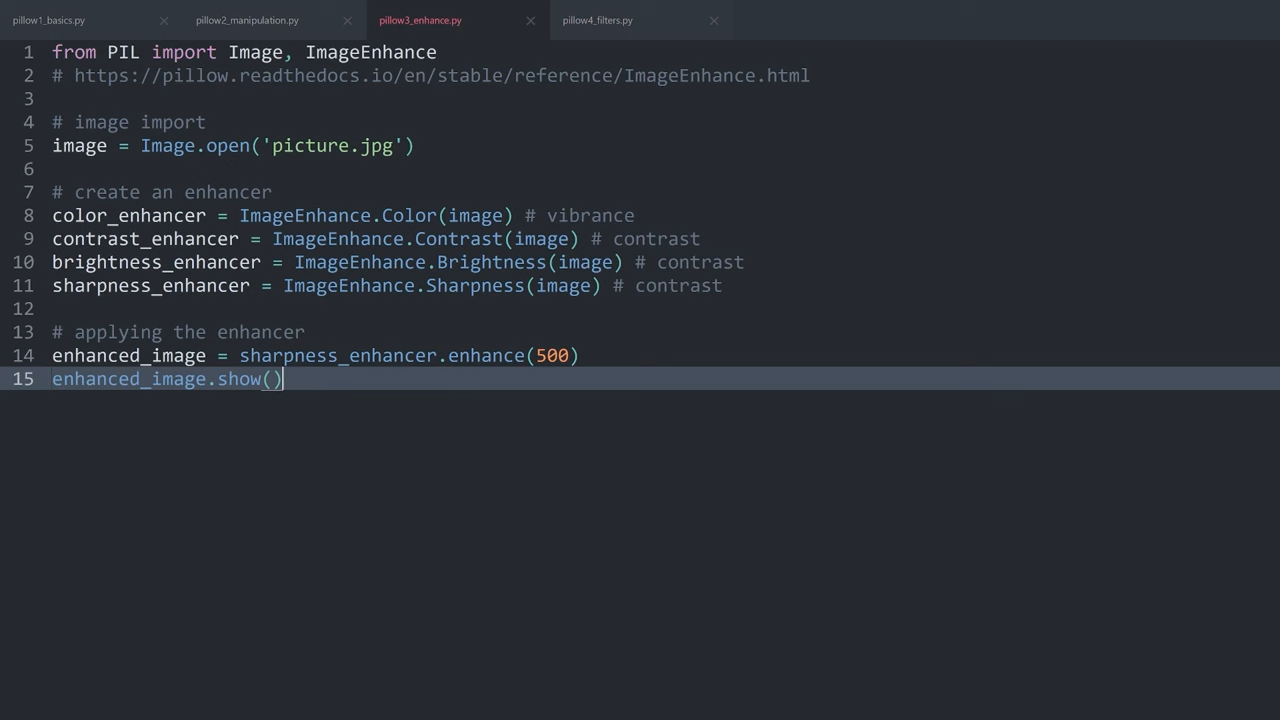 pillow1_basics.py pillow2_manipulation.py pillow3_enhance.py pillow4_filters.py
1 from PIL import Image, ImageEnhance
2 # https://pillow.readthedocs.io/en/stable/reference/ImageEnhance.html
3
4 # image import
5 image = Image.open('picture.jpg')
6
7 # create an enhancer
8 color_enhancer = ImageEnhance.Color(image) # vibrance
9 contrast_enhancer = ImageEnhance.Contrast(image) # contrast
10 brightness_enhancer = ImageEnhance.Brightness(image) # contrast
11 sharpness_enhancer = ImageEnhance.Sharpness(image) # contrast
12
13 # applying the enhancer
14 enhanced_image = sharpness_enhancer.enhance(500)
15 enhanced_image.show()